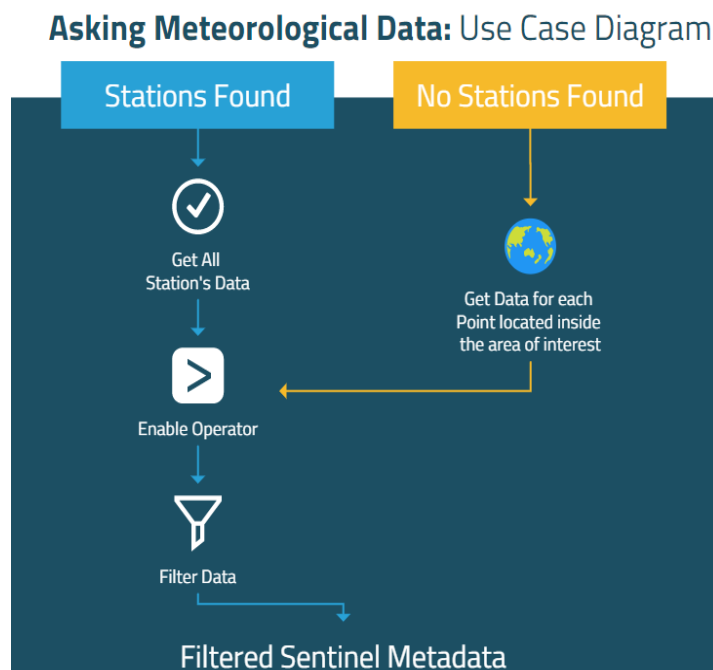 Asking Meteorological Data: Use Case Diagram
Stations Found
No Stations Found
Get All
Station's Data
Get Data for each
Point located inside
the area of interest
Enable Operator
Filter Data
Filtered Sentinel Metadata